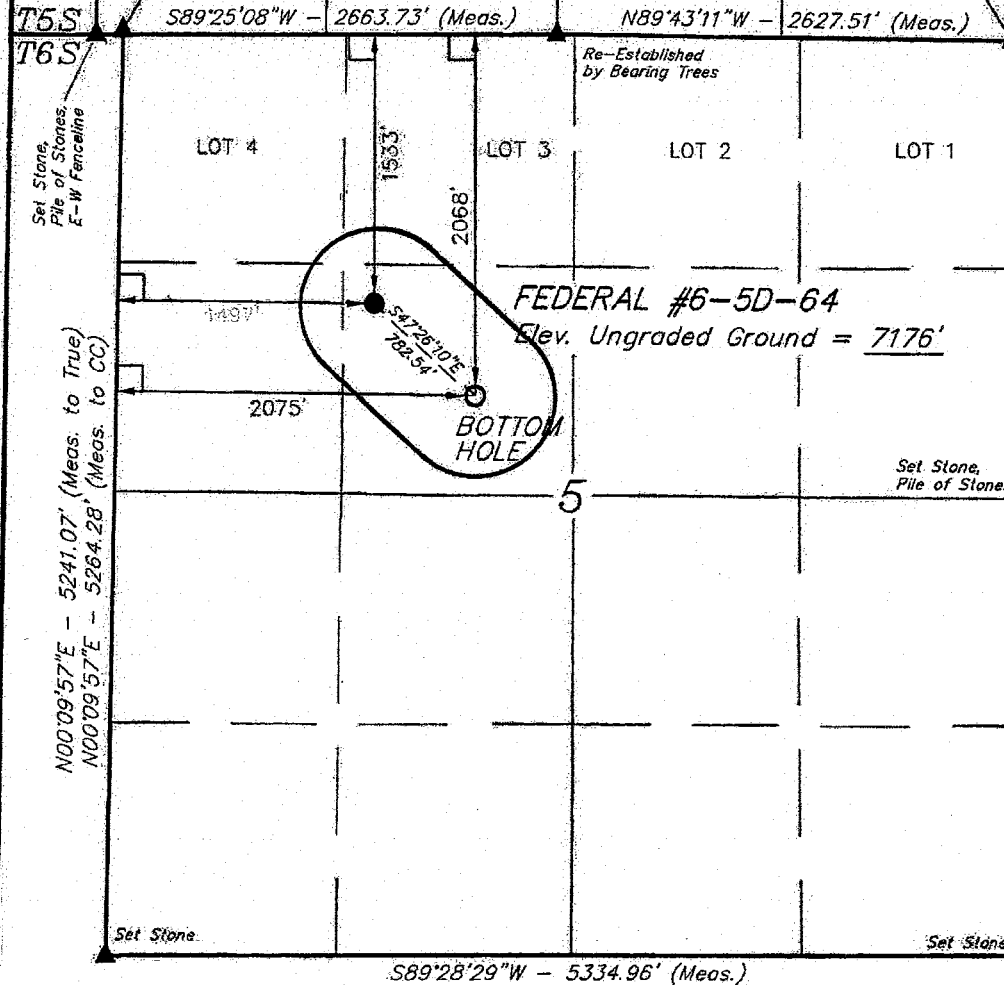 T5S
S89°25'08"W - 2663.73' (Meas.)
N89°43'11"W - 2627.51' (Meas.)
T6S
Re-Established
by Bearing Trees
Set Stone,
Pile of Stones,
E-W Fenceline
LOT 4
LOT 3
LOT 2
LOT 1
1533'
2068'
1497'
S47°26'10"E
782.54'
FEDERAL #6-5D-64
Elev. Ungraded Ground = 7176'
2075'
BOTTOM
HOLE
Set Stone,
Pile of Stones
5
N00°09'57"E - 5241.07' (Meas. to True)
N00°09'57"E - 5264.28' (Meas. to CC)
Set Stone
Set Stone
S89°28'29"W - 5334.96' (Meas.)